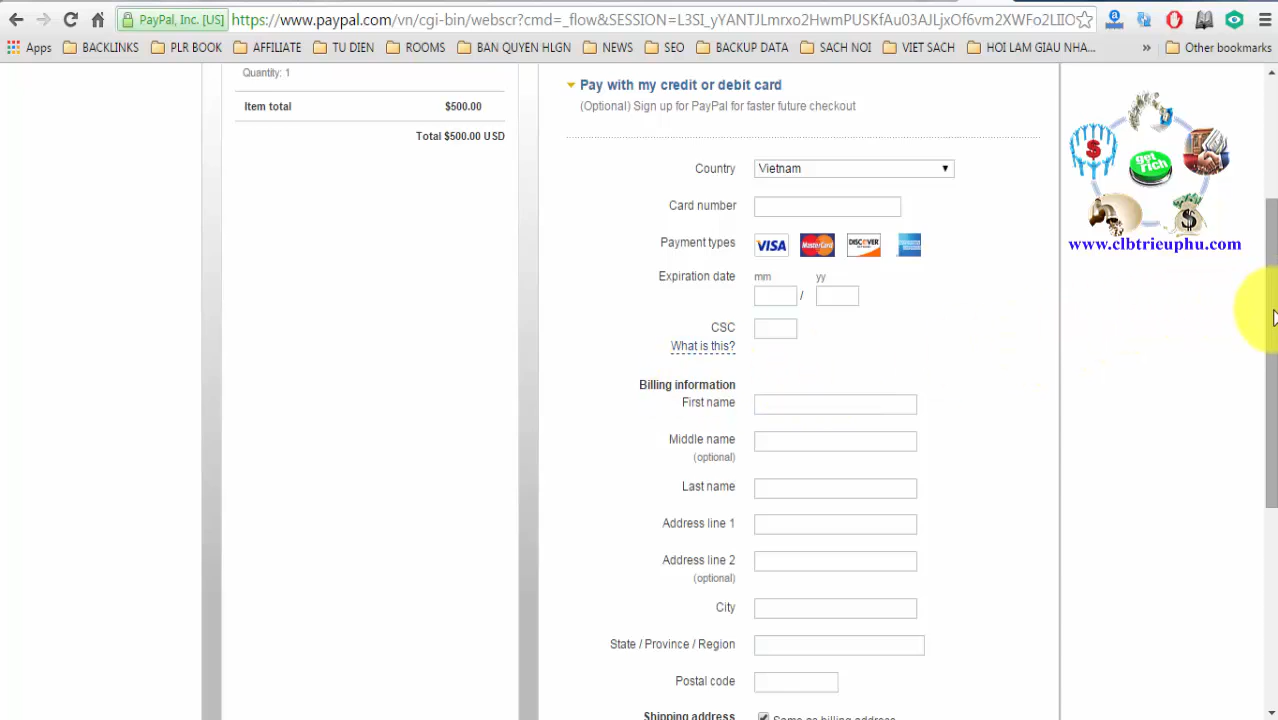 PayPal, Inc. [US]
https://www.paypal.com/vn/cgi-bin/webscr?cmd=_flow&SESSION=L3SI_yYANTJLmrxo2HwmPUSKfAu03AJLjxOf6vm2XWFo2LIIO
Apps BACKLINKS PLR BOOK AFFILIATE TU DIEN ROOMS BAN QUYEN HLGN NEWS SEO BACKUP DATA SACH NOI VIET SACH HOI LAM GIAU NHA... » Other bookmarks
Quantity: 1
Item total $500.00
Total $500.00 USD
Pay with my credit or debit card
(Optional) Sign up for PayPal for faster future checkout
Country Vietnam
Card number
Payment types VISA MasterCard DISCOVER
Expiration date mm yy
/
CSC
What is this?
Billing information
First name
Middle name
(optional)
Last name
Address line 1
Address line 2
(optional)
City
State / Province / Region
Postal code
Shipping address Same as billing address
$
get
rich
$
www.clbtrieuphu.com